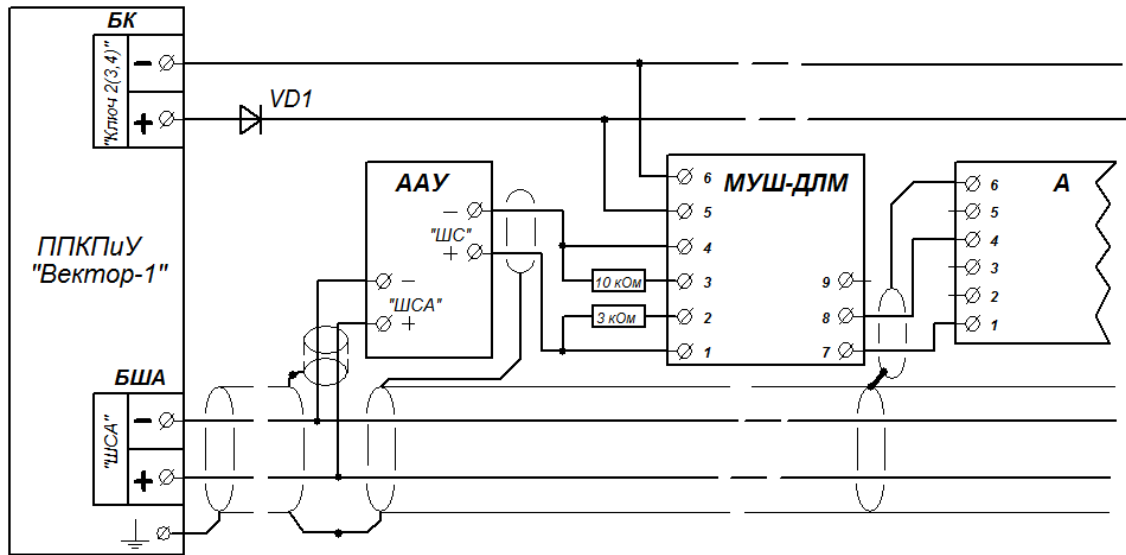 БК
"Ключ 2(3,4)"
-
+
VD1
ППКПиУ
"Вектор-1"
ААУ
-
"ШС"
+
-
"ШСА"
+
10 кОм
3 кОм
МУШ-ДЛМ
6
5
4
3
2
1
9
8
7
А
6
5
4
3
2
1
БША
"ШСА"
-
+